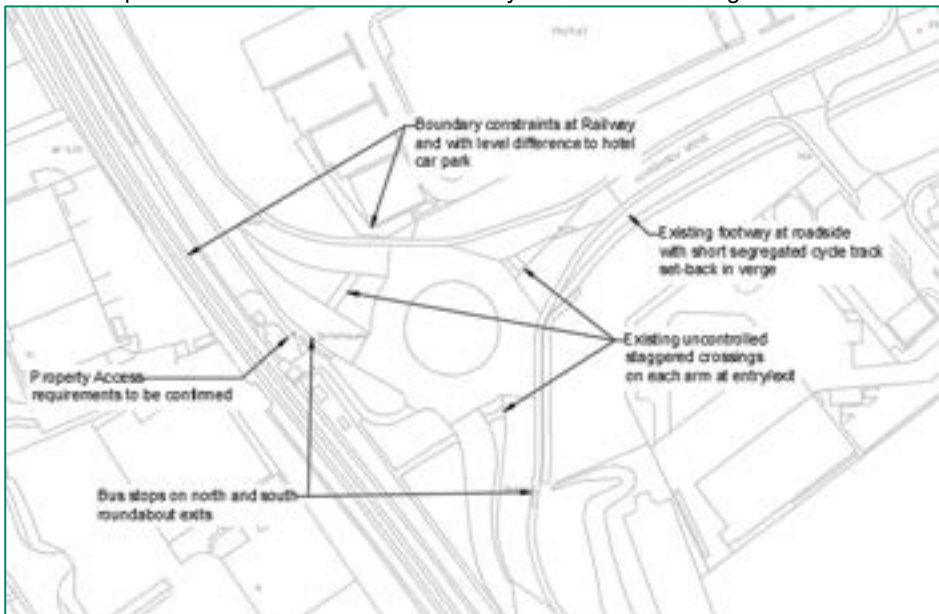 Boundary constraints at Railway
and with level difference to hotel
car park
Existing footway at roadside
with short segregated cycle track
set-back in verge
Existing uncontrolled
staggered crossings
on each arm at entry/exit
Property Access
requirements to be confirmed
Bus stops on north and south
roundabout exits